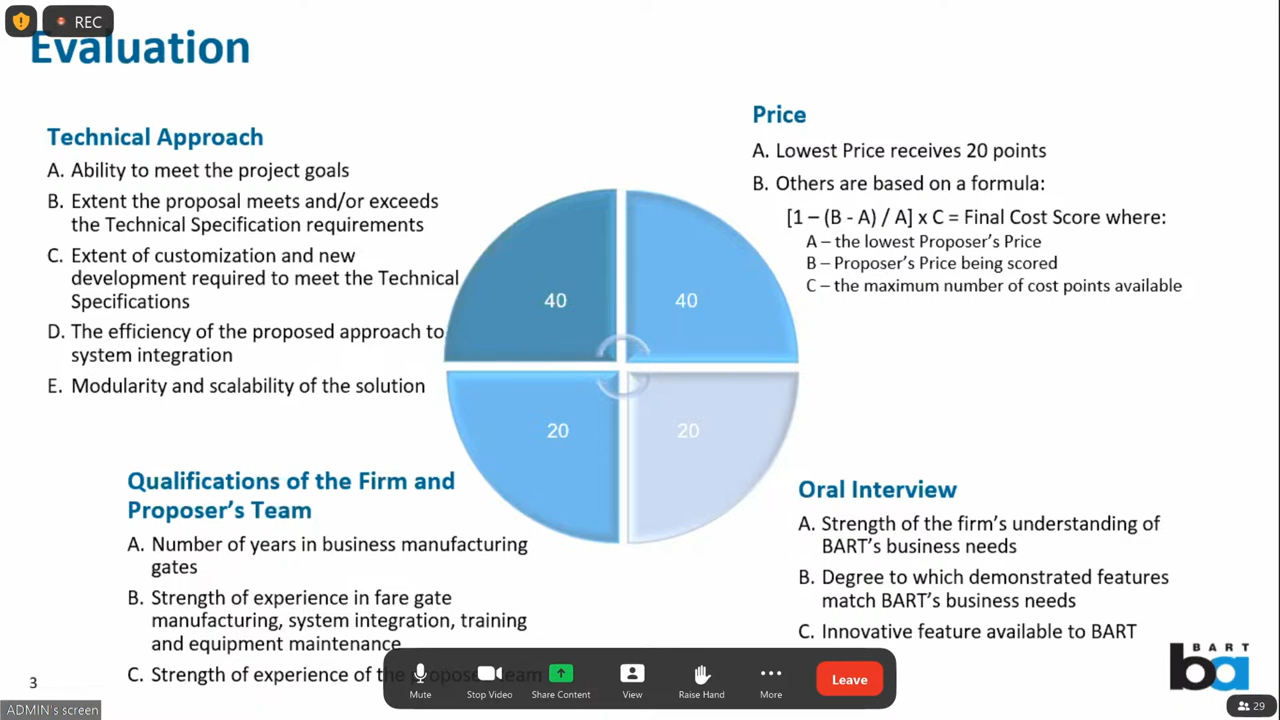 REC
Evaluation
Technical Approach
A. Ability to meet the project goals
B. Extent the proposal meets and/or exceeds
the Technical Specification requirements
C. Extent of customization and new
development required to meet the Technical
Specifications
D. The efficiency of the proposed approach to
system integration
E. Modularity and scalability of the solution
Price
A. Lowest Price receives 20 points
B. Others are based on a formula:
[1 – (B - A) / A] x C = Final Cost Score where:
A – the lowest Proposer's Price
B – Proposer's Price being scored
C – the maximum number of cost points available
40
40
20
20
Qualifications of the Firm and
Proposer's Team
A. Number of years in business manufacturing
gates
B. Strength of experience in fare gate
manufacturing, system integration, training
and equipment maintenance
C. Strength of experience of the proposed team
Oral Interview
A. Strength of the firm's understanding of
BART's business needs
B. Degree to which demonstrated features
match BART's business needs
C. Innovative feature available to BART
BART
ba
3
Mute
Stop Video
Share Content
View
Raise Hand
More
Leave
ADMIN's screen
29